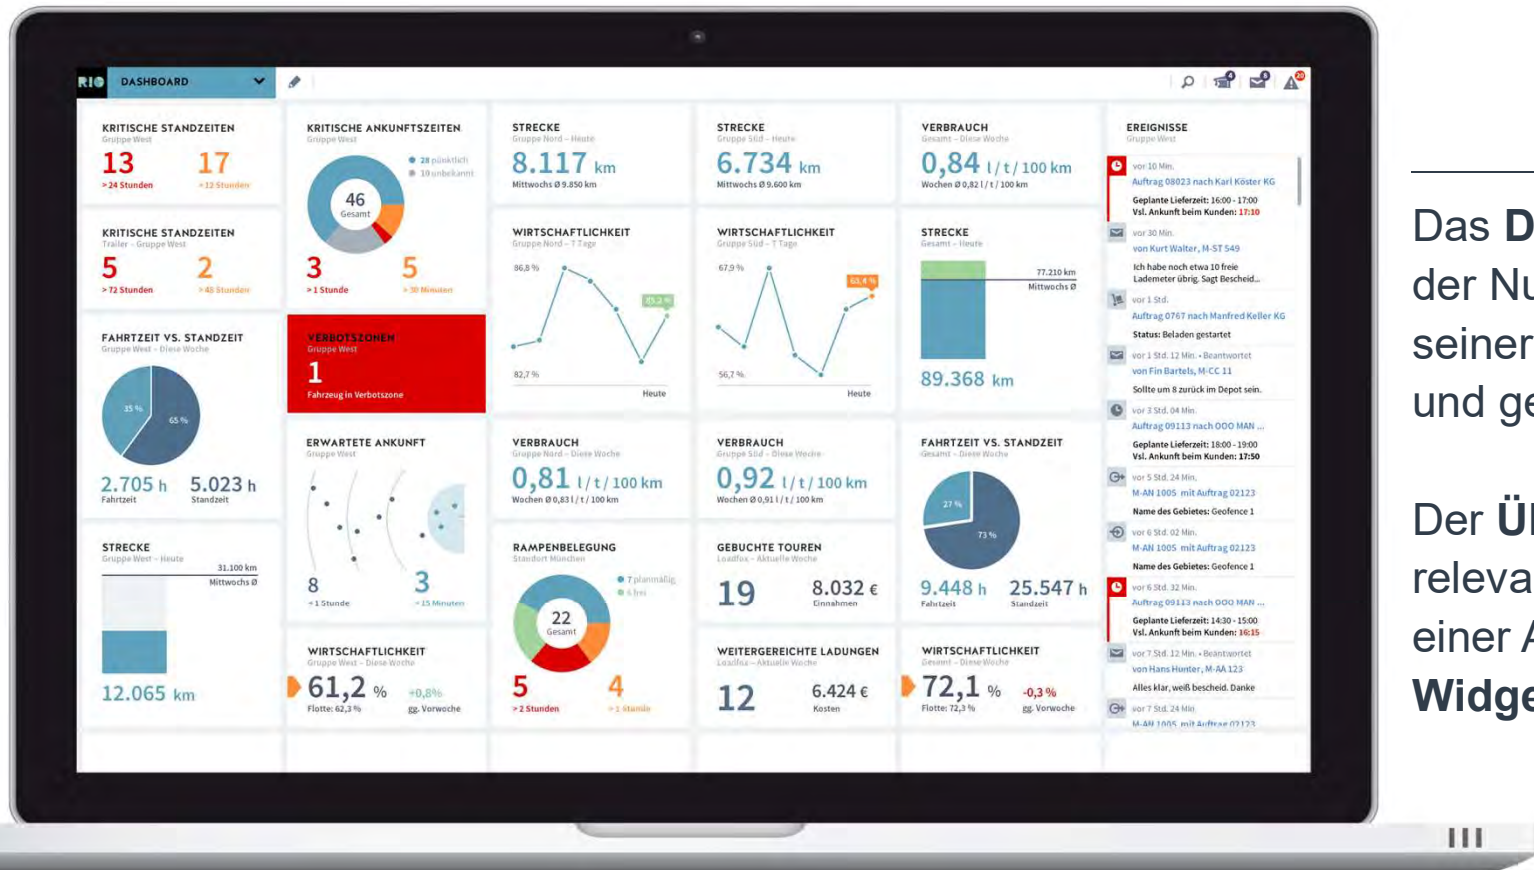 RIO DASHBOARD
4
8
20
KRITISCHE STANDZEITEN
Gruppe West
13 17
> 24 Stunden > 12 Stunden
KRITISCHE STANDZEITEN
Trailer – Gruppe West
5 2
> 72 Stunden > 48 Stunden
FAHRTZEIT VS. STANDZEIT
Gruppe West – Diese Woche
35 %
65 %
2.705 h 5.023 h
Fahrtzeit Standzeit
STRECKE
Gruppe West – Heute
31.100 km
Mittwochs Ø
12.065 km
KRITISCHE ANKUNFTSZEITEN
Gruppe West
28 pünktlich
10 unbekannt
46
Gesamt
3 5
> 1 Stunde > 30 Minuten
VERBOTSZONEN
Gruppe West
1
Fahrzeug in Verbotszone
ERWARTETE ANKUNFT
Gruppe West
8 3
> 1 Stunde > 15 Minuten
WIRTSCHAFTLICHKEIT
Gruppe West – Diese Woche
61,2 % +0,8%
Flotte: 62,3 % gg. Vorwoche
STRECKE
Gruppe Nord – Heute
8.117 km
Mittwochs Ø 9.850 km
WIRTSCHAFTLICHKEIT
Gruppe Nord – 7 Tage
86,8 %
85,2 %
82,7 %
Heute
VERBRAUCH
Gruppe Nord – Diese Woche
0,81 l / t / 100 km
Wochen Ø 0,83 l / t / 100 km
RAMPENBELEGUNG
Standort München
7 planmäßig
6 frei
22
Gesamt
5 4
> 2 Stunden > 1 Stunde
STRECKE
Gruppe Süd – Heute
6.734 km
Mittwochs Ø 9.600 km
WIRTSCHAFTLICHKEIT
Gruppe Süd – 7 Tage
67,9 %
65,4 %
56,7 %
Heute
VERBRAUCH
Gruppe Süd – Diese Woche
0,92 l / t / 100 km
Wochen Ø 0,91 l / t / 100 km
GEBUCHTE TOUREN
Loadfox – Aktuelle Woche
19 8.032 €
Einnahmen
WEITERGEREICHTE LADUNGEN
Loadfox – Aktuelle Woche
12 6.424 €
Kosten
VERBRAUCH
Gesamt – Diese Woche
0,84 l / t / 100 km
Wochen Ø 0,82 l / t / 100 km
STRECKE
Gesamt – Heute
77.210 km
Mittwochs Ø
89.368 km
FAHRTZEIT VS. STANDZEIT
Gesamt – Diese Woche
27 %
73 %
9.448 h 25.547 h
Fahrtzeit Standzeit
WIRTSCHAFTLICHKEIT
Gesamt – Diese Woche
72,1 % -0,3 %
Flotte: 72,3 % gg. Vorwoche
EREIGNISSE
Gruppe West
vor 10 Min.
Auftrag 08023 nach Karl Köster KG
Geplante Lieferzeit: 16:00 - 17:00
Vsl. Ankunft beim Kunden: 17:10
vor 30 Min.
von Kurt Walter, M-ST 549
Ich habe noch etwa 10 freie
Lademeter übrig. Sagt Bescheid...
vor 1 Std.
Auftrag 0767 nach Manfred Keller KG
Status: Beladen gestartet
vor 1 Std. 12 Min. • Beantwortet
von Fin Bartels, M-CC 11
Sollte um 8 zurück im Depot sein.
vor 3 Std. 04 Min.
Auftrag 09113 nach OOO MAN ...
Geplante Lieferzeit: 18:00 - 19:00
Vsl. Ankunft beim Kunden: 17:50
vor 5 Std. 24 Min.
M-AN 1005 mit Auftrag 02123
Name des Gebietes: Geofence 1
vor 6 Std. 02 Min.
M-AN 1005 mit Auftrag 02123
Name des Gebietes: Geofence 1
vor 6 Std. 32 Min.
Auftrag 09113 nach OOO MAN ...
Geplante Lieferzeit: 14:30 - 15:00
Vsl. Ankunft beim Kunden: 16:15
vor 7 Std. 12 Min. • Beantwortet
von Hans Hunter, M-AA 123
Alles klar, weiß bescheid. Danke
vor 7 Std. 24 Min.
M-AN 1005 mit Auftrag 02123
Das D
der Nu
seiner
und ge
Der Ü
releva
einer A
Widge